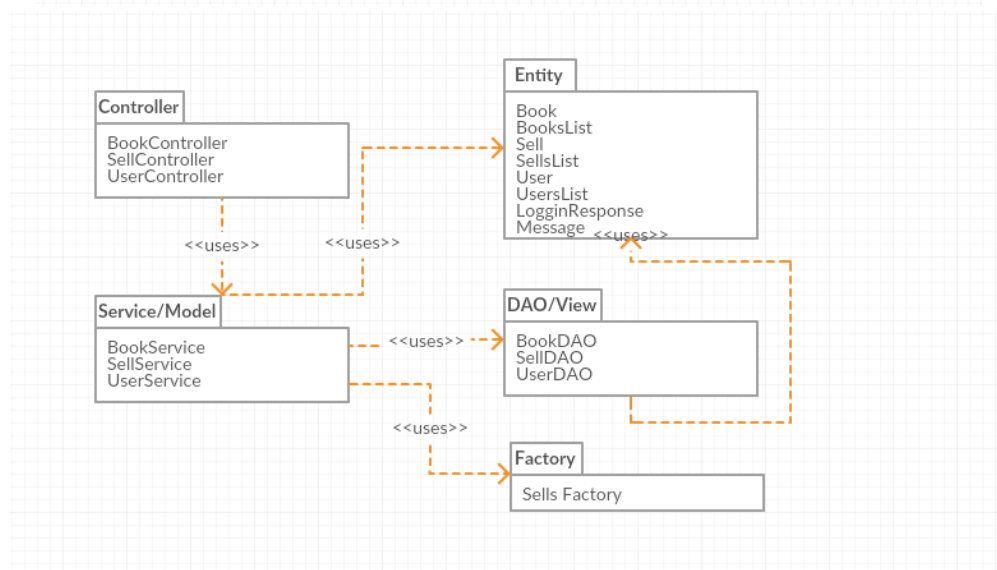 Controller
BookController
SellController
UserController
Entity
Book
BooksList
Sell
SellsList
User
UsersList
LogginResponse
Message
<<uses>>
<<uses>>
<<uses>>
Service/Model
BookService
SellService
UserService
<<uses>>
DAO/View
BookDAO
SellDAO
UserDAO
<<uses>>
Factory
Sells Factory